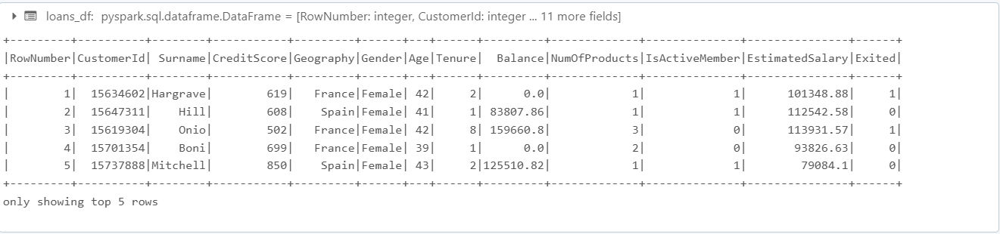 loans_df: pyspark.sql.dataframe.DataFrame = [RowNumber: integer, CustomerId: integer ... 11 more fields]
+---------+----------+--------+-----------+---------+------+---+------+---------+-------------+--------------+---------------+------+
|RowNumber|CustomerId| Surname|CreditScore|Geography|Gender|Age|Tenure|  Balance|NumOfProducts|IsActiveMember|EstimatedSalary|Exited|
+---------+----------+--------+-----------+---------+------+---+------+---------+-------------+--------------+---------------+------+
|        1|  15634602|Hargrave|        619|   France|Female| 42|     2|      0.0|            1|             1|      101348.88|     1|
|        2|  15647311|    Hill|        608|    Spain|Female| 41|     1| 83807.86|            1|             1|      112542.58|     0|
|        3|  15619304|    Onio|        502|   France|Female| 42|     8| 159660.8|            3|             0|      113931.57|     1|
|        4|  15701354|    Boni|        699|   France|Female| 39|     1|      0.0|            2|             0|       93826.63|     0|
|        5|  15737888|Mitchell|        850|    Spain|Female| 43|     2|125510.82|            1|             1|        79084.1|     0|
+---------+----------+--------+-----------+---------+------+---+------+---------+-------------+--------------+---------------+------+
only showing top 5 rows